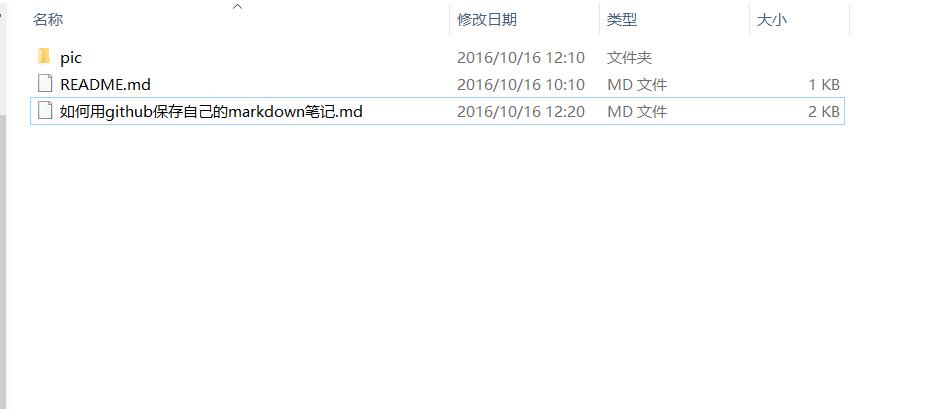 名称 修改日期 类型 大小
pic 2016/10/16 12:10 文件夹
README.md 2016/10/16 10:10 MD 文件 1 KB
如何用github保存自己的markdown笔记.md 2016/10/16 12:20 MD 文件 2 KB